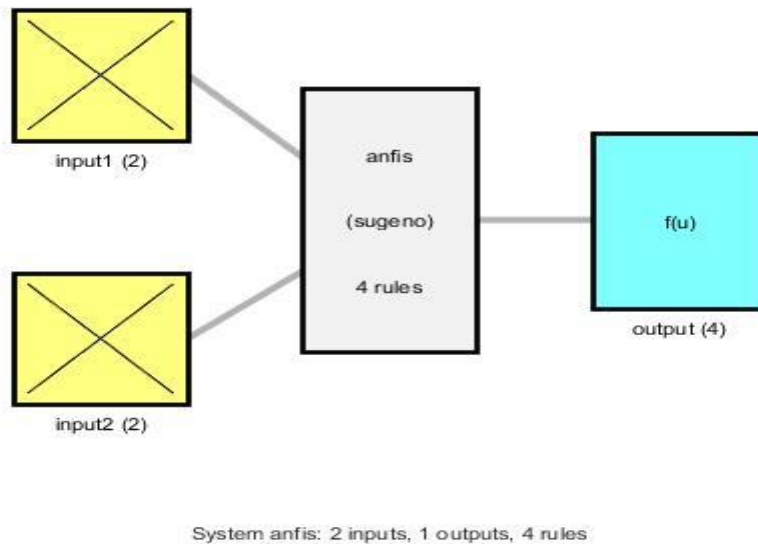 input1 (2)
anfis
(sugeno)
4 rules
f(u)
output (4)
input2 (2)
System anfis: 2 inputs, 1 outputs, 4 rules